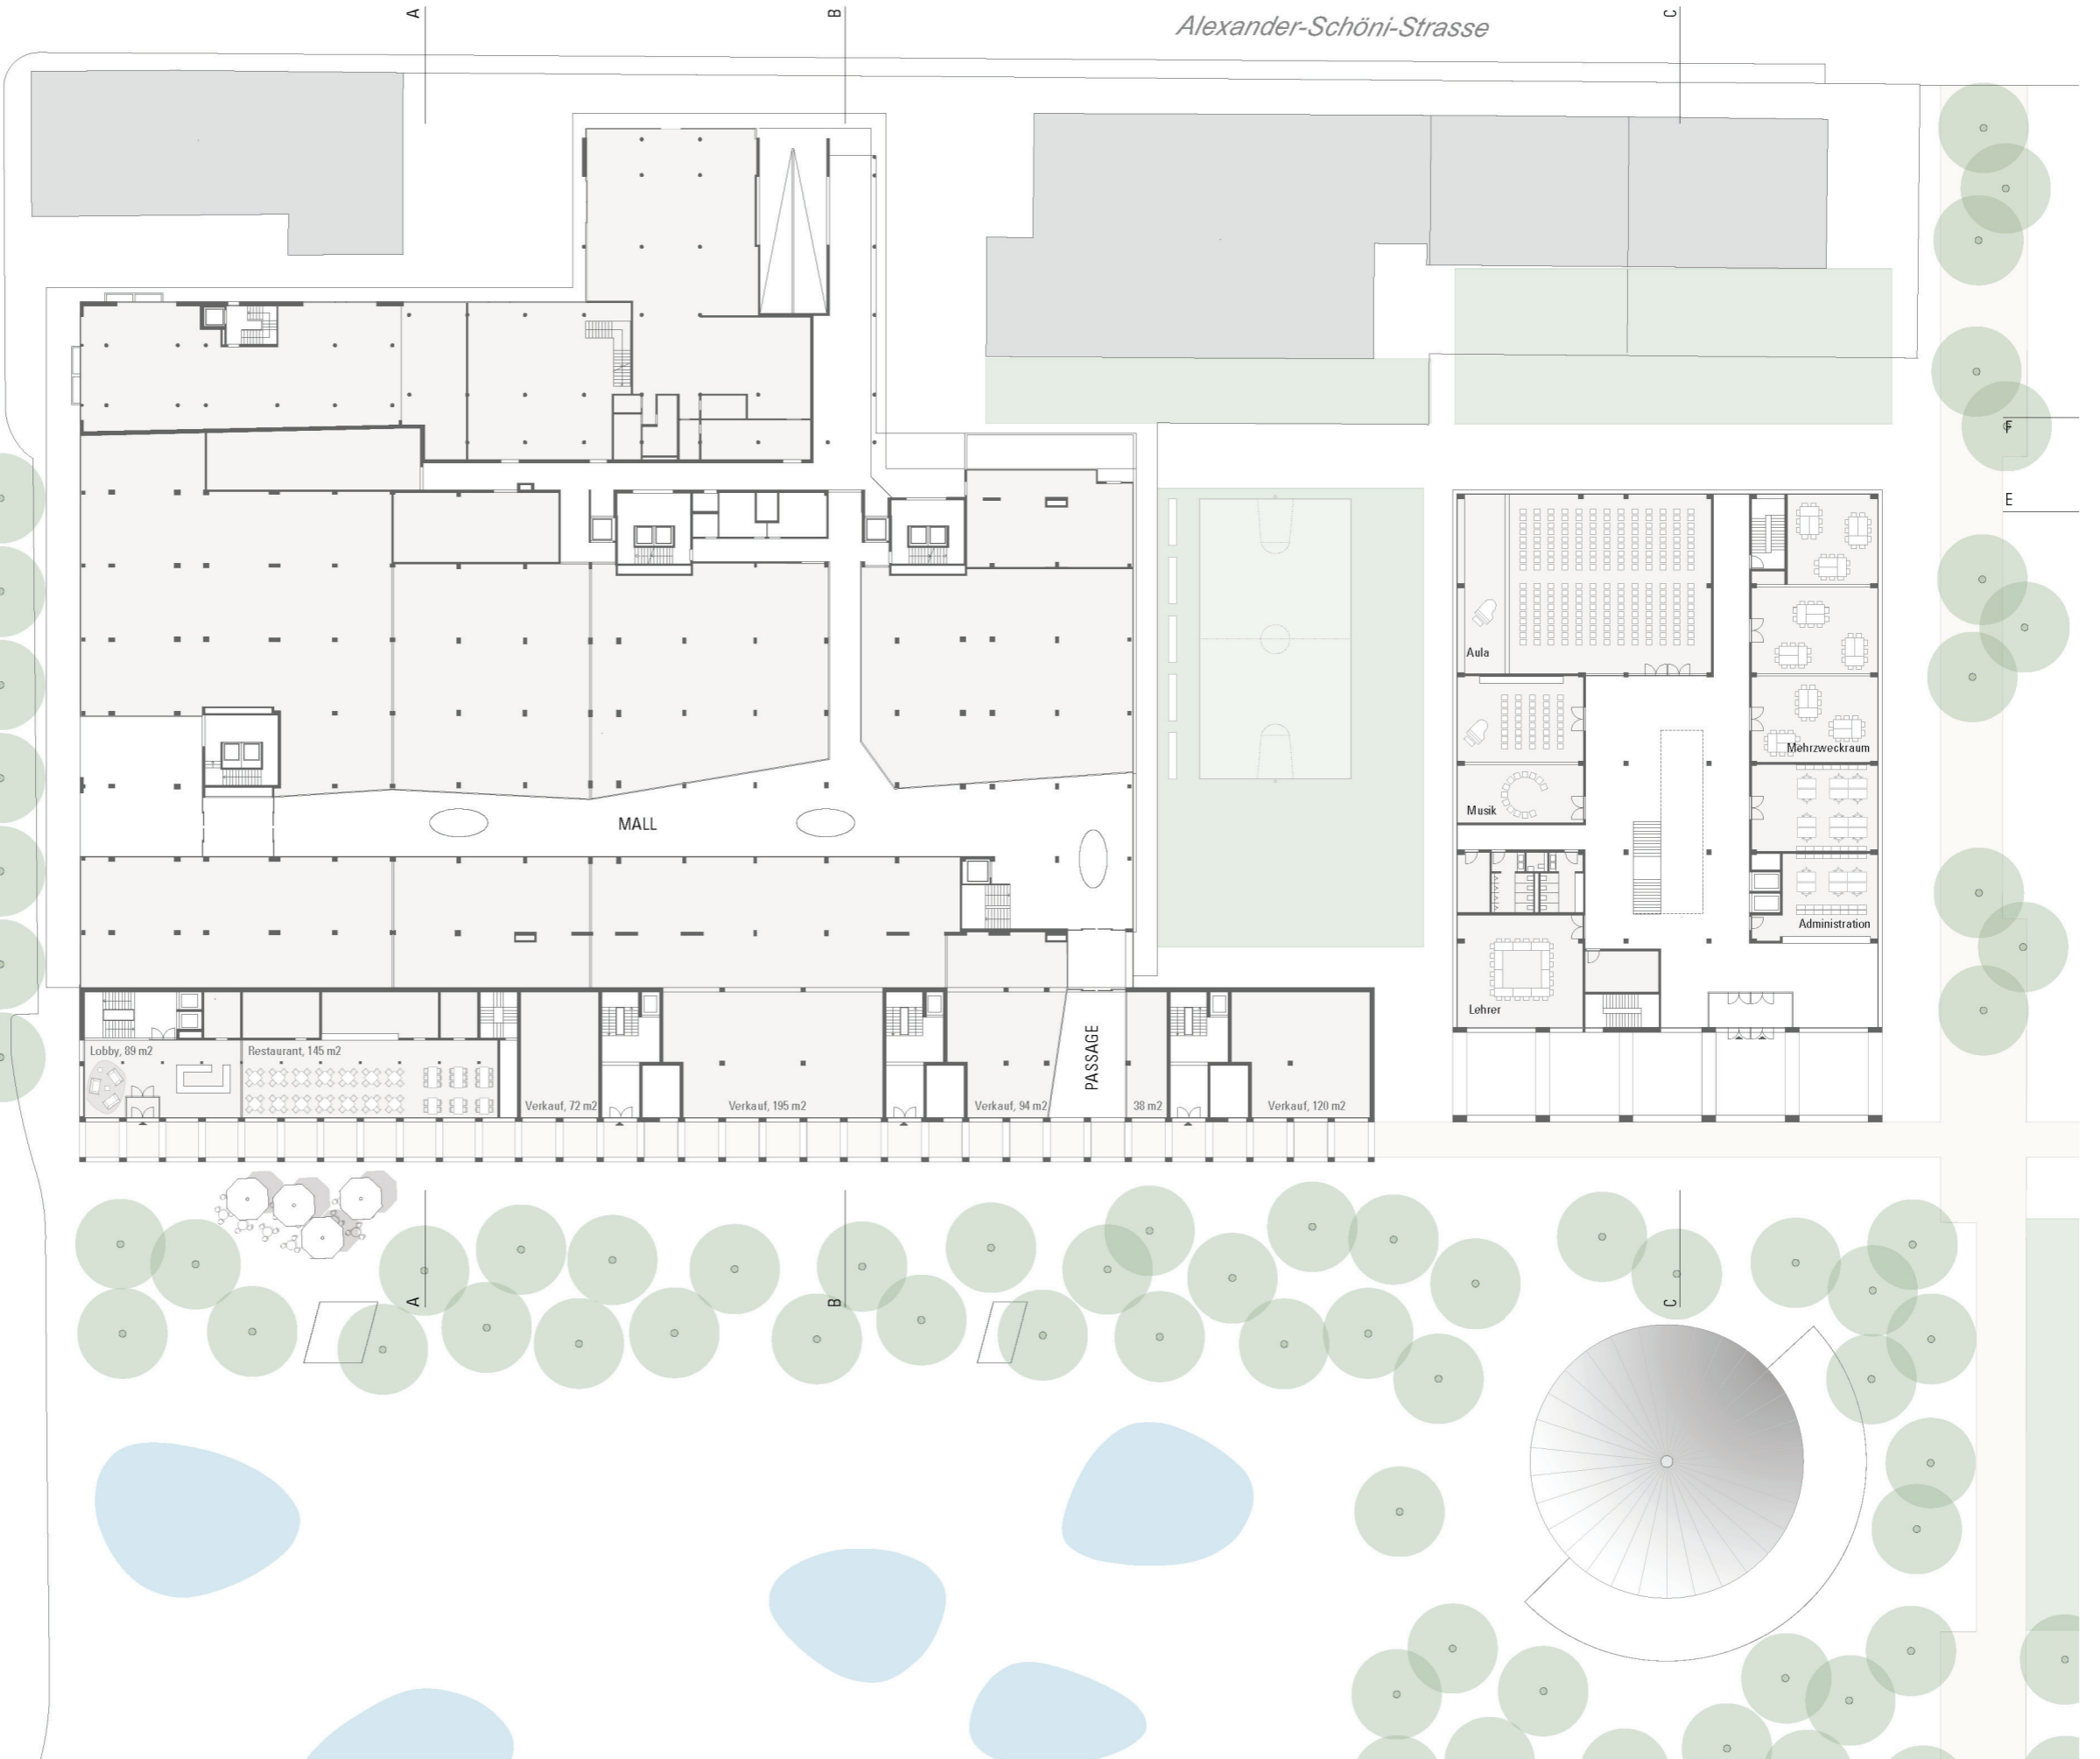 A
B
Alexander-Schöni-Strasse
C
F
E
Aula
Mehrzweckraum
Musik
MALL
Administration
Lehrer
PASSAGE
Lobby, 89 m2
Restaurant, 145 m2
Verkauf, 72 m2
Verkauf, 195 m2
Verkauf, 94 m2
38 m2
Verkauf, 120 m2
A
B
C